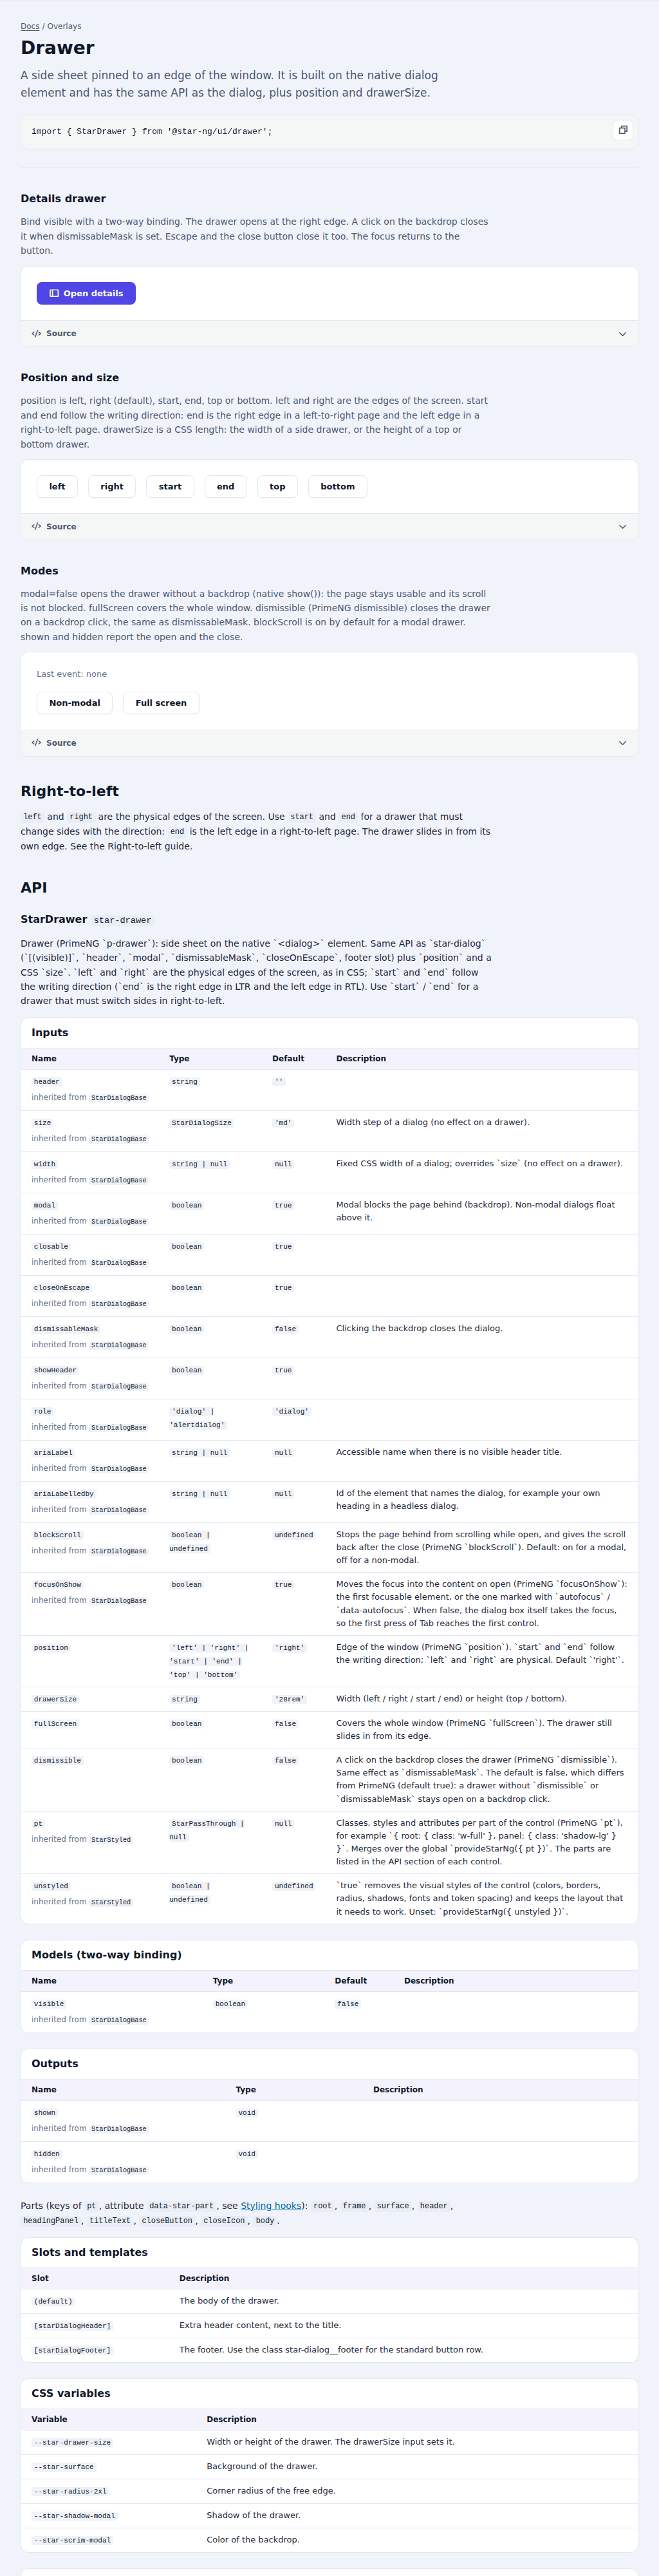 Docs / Overlays
Drawer
A side sheet pinned to an edge of the window. It is built on the native dialog
element and has the same API as the dialog, plus position and drawerSize.
import { StarDrawer } from '@star-ng/ui/drawer';
Details drawer
Bind visible with a two-way binding. The drawer opens at the right edge. A click on the backdrop closes
it when dismissableMask is set. Escape and the close button close it too. The focus returns to the
button.
Open details
Source
Position and size
position is left, right (default), start, end, top or bottom. left and right are the edges of the screen. start
and end follow the writing direction: end is the right edge in a left-to-right page and the left edge in a
right-to-left page. drawerSize is a CSS length: the width of a side drawer, or the height of a top or
bottom drawer.
left right start end top bottom
Source
Modes
modal=false opens the drawer without a backdrop (native show()): the page stays usable and its scroll
is not blocked. fullScreen covers the whole window. dismissible (PrimeNG dismissible) closes the drawer
on a backdrop click, the same as dismissableMask. blockScroll is on by default for a modal drawer.
shown and hidden report the open and the close.
Last event: none
Non-modal Full screen
Source
Right-to-left
left and right are the physical edges of the screen. Use start and end for a drawer that must
change sides with the direction: end is the left edge in a right-to-left page. The drawer slides in from its
own edge. See the Right-to-left guide.
API
StarDrawer star-drawer
Drawer (PrimeNG `p-drawer`): side sheet on the native `<dialog>` element. Same API as `star-dialog`
(`[(visible)]`, `header`, `modal`, `dismissableMask`, `closeOnEscape`, footer slot) plus `position` and a
CSS `size`. `left` and `right` are the physical edges of the screen, as in CSS; `start` and `end` follow
the writing direction (`end` is the right edge in LTR and the left edge in RTL). Use `start` / `end` for a
drawer that must switch sides in right-to-left.
Inputs
Name Type Default Description
header string ''
inherited from StarDialogBase
size StarDialogSize 'md' Width step of a dialog (no effect on a drawer).
inherited from StarDialogBase
width string | null null Fixed CSS width of a dialog; overrides `size` (no effect on a drawer).
inherited from StarDialogBase
modal boolean true Modal blocks the page behind (backdrop). Non-modal dialogs float
above it.
inherited from StarDialogBase
closable boolean true
inherited from StarDialogBase
closeOnEscape boolean true
inherited from StarDialogBase
dismissableMask boolean false Clicking the backdrop closes the dialog.
inherited from StarDialogBase
showHeader boolean true
inherited from StarDialogBase
role 'dialog' | 'dialog'
'alertdialog'
inherited from StarDialogBase
ariaLabel string | null null Accessible name when there is no visible header title.
inherited from StarDialogBase
ariaLabelledby string | null null Id of the element that names the dialog, for example your own
heading in a headless dialog.
inherited from StarDialogBase
blockScroll boolean | undefined Stops the page behind from scrolling while open, and gives the scroll
undefined back after the close (PrimeNG `blockScroll`). Default: on for a modal,
inherited from StarDialogBase off for a non-modal.
focusOnShow boolean true Moves the focus into the content on open (PrimeNG `focusOnShow`):
inherited from StarDialogBase the first focusable element, or the one marked with `autofocus` /
`data-autofocus`. When false, the dialog box itself takes the focus,
so the first press of Tab reaches the first control.
position 'left' | 'right' | 'right' Edge of the window (PrimeNG `position`). `start` and `end` follow
'start' | 'end' | the writing direction; `left` and `right` are physical. Default `'right'`.
'top' | 'bottom'
drawerSize string '28rem' Width (left / right / start / end) or height (top / bottom).
fullScreen boolean false Covers the whole window (PrimeNG `fullScreen`). The drawer still
slides in from its edge.
dismissible boolean false A click on the backdrop closes the drawer (PrimeNG `dismissible`).
Same effect as `dismissableMask`. The default is false, which differs
from PrimeNG (default true): a drawer without `dismissible` or
`dismissableMask` stays open on a backdrop click.
pt StarPassThrough | null Classes, styles and attributes per part of the control (PrimeNG `pt`),
null for example `{ root: { class: 'w-full' }, panel: { class: 'shadow-lg' }
inherited from StarStyled }`. Merges over the global `provideStarNg({ pt })`. The parts are
listed in the API section of each control.
unstyled boolean | undefined `true` removes the visual styles of the control (colors, borders,
undefined radius, shadows, fonts and token spacing) and keeps the layout that
inherited from StarStyled it needs to work. Unset: `provideStarNg({ unstyled })`.
Models (two-way binding)
Name Type Default Description
visible boolean false
inherited from StarDialogBase
Outputs
Name Type Description
shown void
inherited from StarDialogBase
hidden void
inherited from StarDialogBase
Parts (keys of pt, attribute data-star-part, see Styling hooks): root, frame, surface, header,
headingPanel, titleText, closeButton, closeIcon, body.
Slots and templates
Slot Description
(default) The body of the drawer.
[starDialogHeader] Extra header content, next to the title.
[starDialogFooter] The footer. Use the class star-dialog__footer for the standard button row.
CSS variables
Variable Description
--star-drawer-size Width or height of the drawer. The drawerSize input sets it.
--star-surface Background of the drawer.
--star-radius-2xl Corner radius of the free edge.
--star-shadow-modal Shadow of the drawer.
--star-scrim-modal Color of the backdrop.